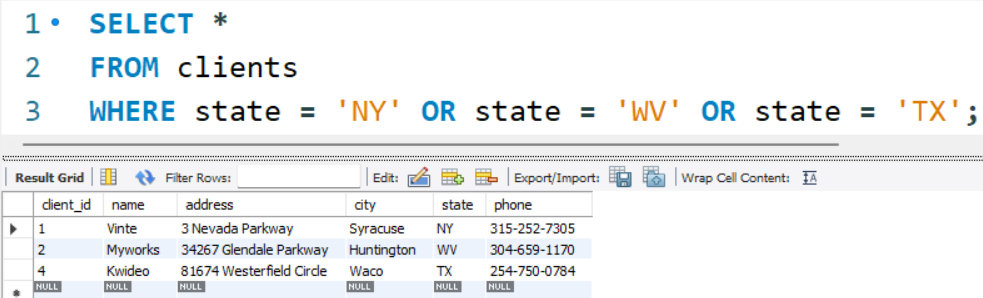 1 SELECT *
2 FROM clients
3 WHERE state = 'NY' OR state = 'WV' OR state = 'TX';
Result Grid Filter Rows: Edit: Export/Import: Wrap Cell Content:
client_id name address city state phone
1 Vinte 3 Nevada Parkway Syracuse NY 315-252-7305
2 Myworks 34267 Glendale Parkway Huntington WV 304-659-1170
4 Kwideo 81674 Westerfield Circle Waco TX 254-750-0784
NULL NULL NULL NULL NULL NULL